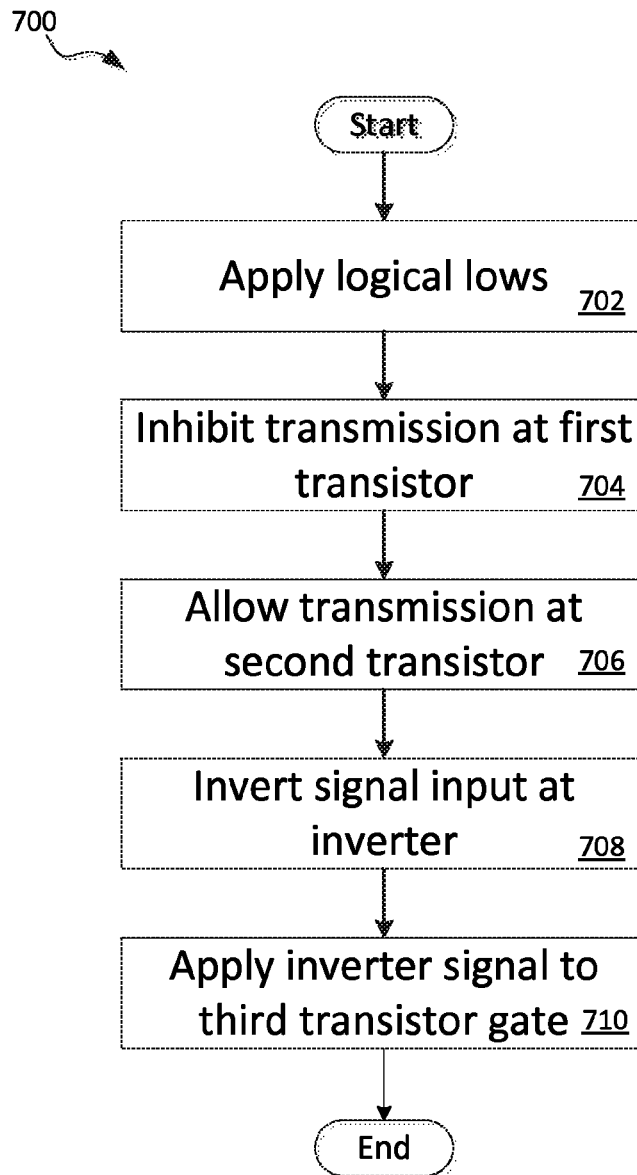 700
Start
Apply logical lows
702
Inhibit transmission at first
transistor
704
Allow transmission at
second transistor
706
Invert signal input at
inverter
708
Apply inverter signal to
third transistor gate
710
End